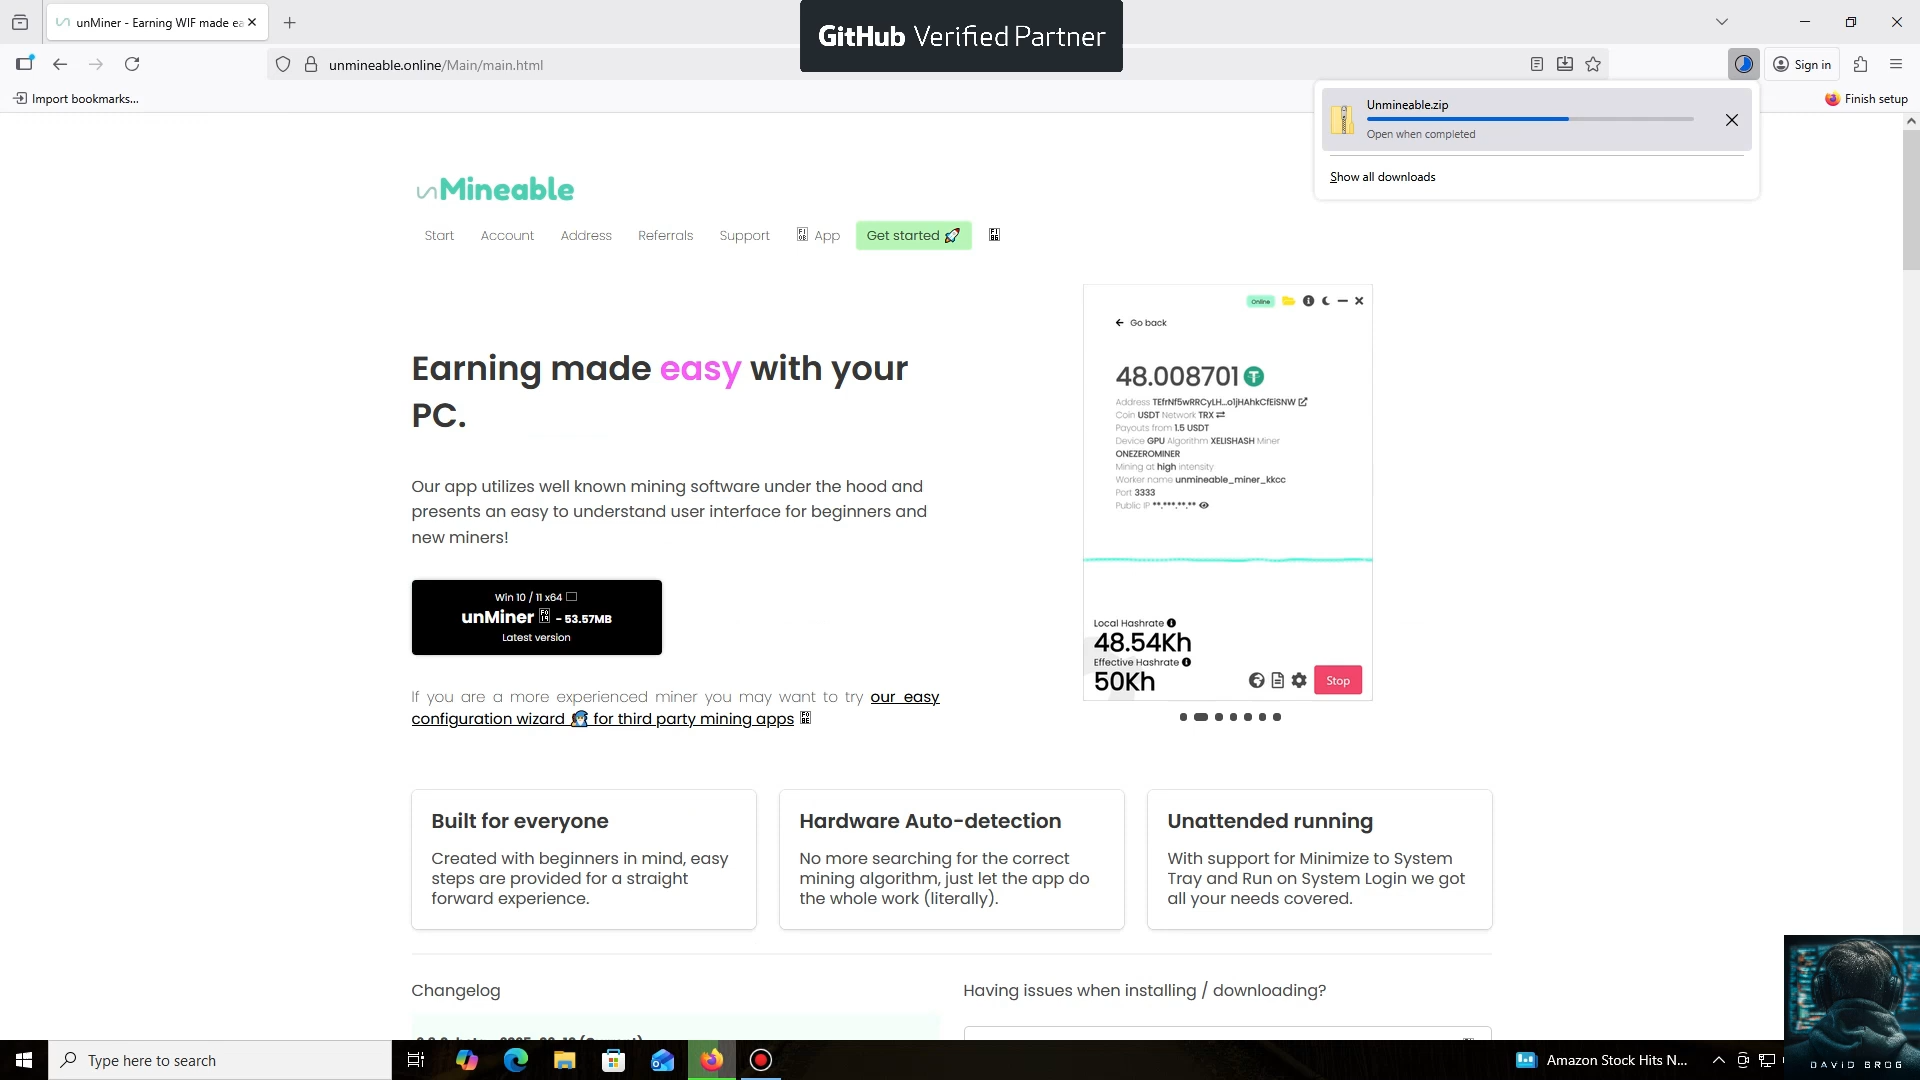 unMiner - Earning WIF made ea
GitHub Verified Partner
unmineable.online/Main/main.html
Sign in
Import bookmarks...
Finish setup
Unmineable.zip
Open when completed
Show all downloads
unMineable
Start
Account
Address
Referrals
Support
App
Get started 🚀
Earning made easy with your
PC.
Our app utilizes well known mining software under the hood and
presents an easy to understand user interface for beginners and
new miners!
Win 10 / 11 x64
unMiner - 53.57MB
Latest version
If you are a more experienced miner you may want to try our easy
configuration wizard for third party mining apps
Online
Go back
48.008701
Address TEfrNf5wRRCyLH...o1jHAhkCfEiSNW
Coin USDT Network TRX
Payouts from 1.5 USDT
Device GPU Algorithm XELISHASH Miner
ONEZEROMINER
Mining at high intensity
Worker name unmineable_miner_kkcc
Port 3333
Public IP **.***.**.**
Local Hashrate
48.54Kh
Effective Hashrate
50Kh
Stop
Built for everyone
Created with beginners in mind, easy
steps are provided for a straight
forward experience.
Hardware Auto-detection
No more searching for the correct
mining algorithm, just let the app do
the whole work (literally).
Unattended running
With support for Minimize to System
Tray and Run on System Login we got
all your needs covered.
Changelog
Having issues when installing / downloading?
Type here to search
Amazon Stock Hits N...
DAVID BROG